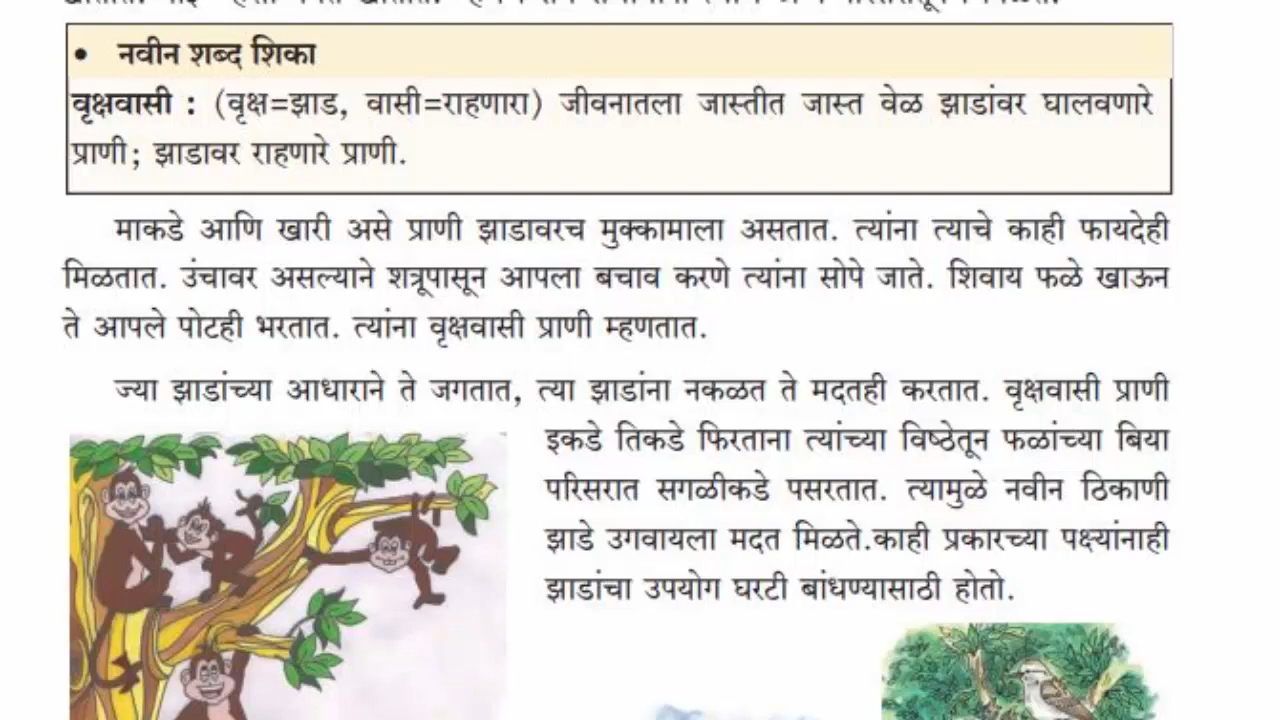 • नवीन शब्द शिका
वृक्षवासी : (वृक्ष=झाड, वासी=राहणारा) जीवनातला जास्तीत जास्त वेळ झाडांवर घालवणारे
प्राणी; झाडावर राहणारे प्राणी.
माकडे आणि खारी असे प्राणी झाडावरच मुक्कामाला असतात. त्यांना त्याचे काही फायदेही
मिळतात. उंचावर असल्याने शत्रूपासून आपला बचाव करणे त्यांना सोपे जाते. शिवाय फळे खाऊन
ते आपले पोटही भरतात. त्यांना वृक्षवासी प्राणी म्हणतात.
ज्या झाडांच्या आधाराने ते जगतात, त्या झाडांना नकळत ते मदतही करतात. वृक्षवासी प्राणी
इकडे तिकडे फिरताना त्यांच्या विष्ठेतून फळांच्या बिया
परिसरात सगळीकडे पसरतात. त्यामुळे नवीन ठिकाणी
झाडे उगवायला मदत मिळते.काही प्रकारच्या पक्ष्यांनाही
झाडांचा उपयोग घरटी बांधण्यासाठी होतो.